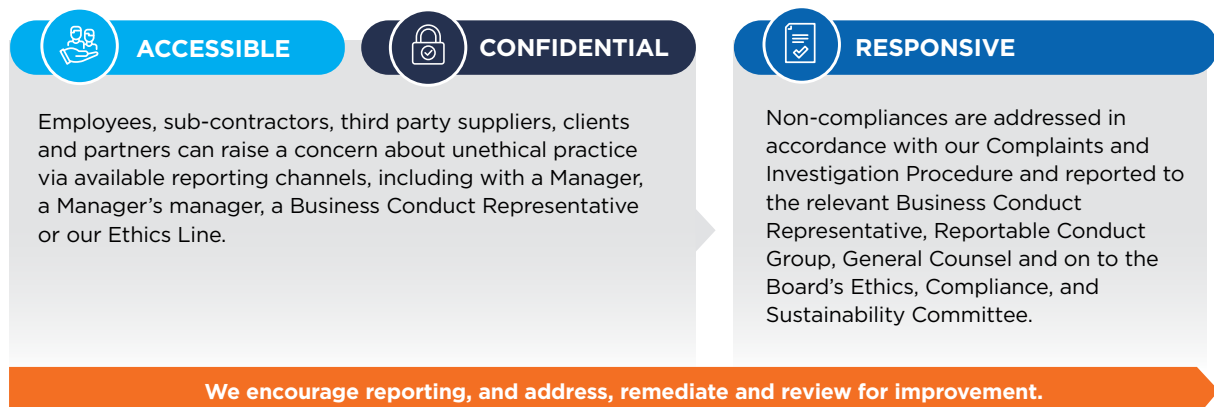 ACCESSIBLE
CONFIDENTIAL
Employees, sub-contractors, third party suppliers, clients
and partners can raise a concern about unethical practice
via available reporting channels, including with a Manager,
a Manager’s manager, a Business Conduct Representative
or our Ethics Line.
RESPONSIVE
Non-compliances are addressed in
accordance with our Complaints and
Investigation Procedure and reported to
the relevant Business Conduct
Representative, Reportable Conduct
Group, General Counsel and on to the
Board’s Ethics, Compliance, and
Sustainability Committee.
We encourage reporting, and address, remediate and review for improvement.